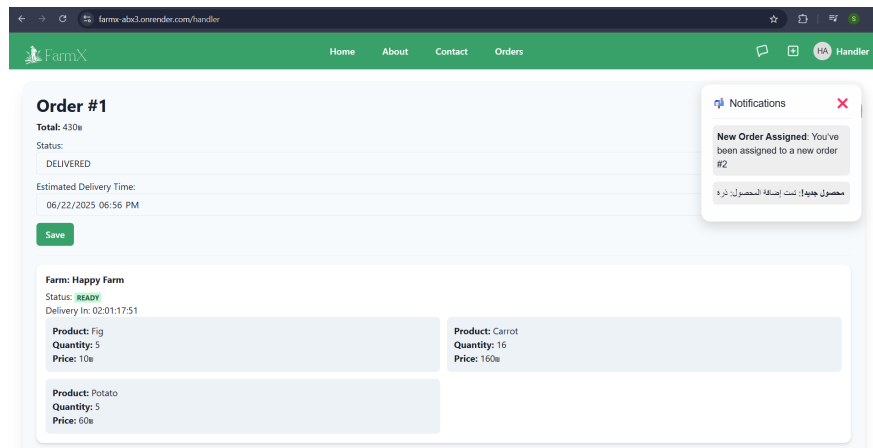 farmx-abx3.onrender.com/handler
S
FarmX
Home About Contact Orders
HA Handler
Order #1
Total: 430
Status:
DELIVERED
Estimated Delivery Time:
06/22/2025 06:56 PM
Save
Notifications
New Order Assigned: You've
been assigned to a new order
#2
محصول جديد!: تمت إضافة المحصول: ذرة
Farm: Happy Farm
Status: READY
Delivery In: 02:01:17:51
Product: Fig
Quantity: 5
Price: 10
Product: Carrot
Quantity: 16
Price: 160
Product: Potato
Quantity: 5
Price: 60